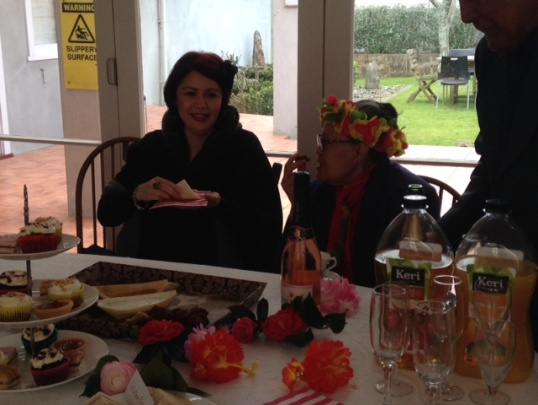 WARNING
SLIPPERY
SURFACE
Keri
Keri